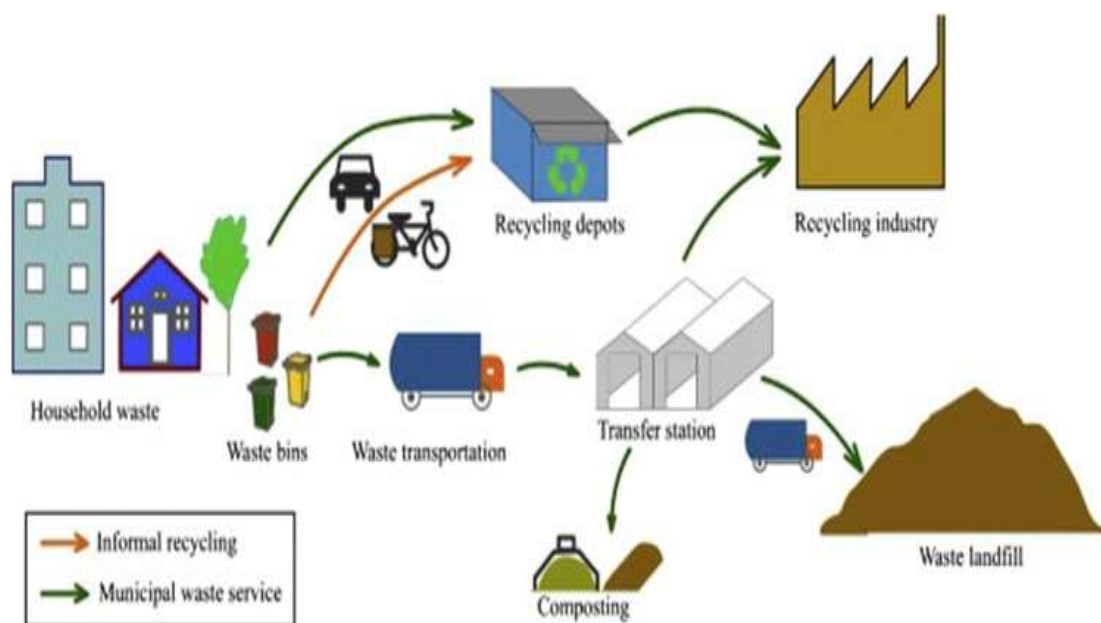 Recycling depots
Recycling industry
Household waste
Waste bins
Waste transportation
Transfer station
Waste landfill
Composting
Informal recycling
Municipal waste service